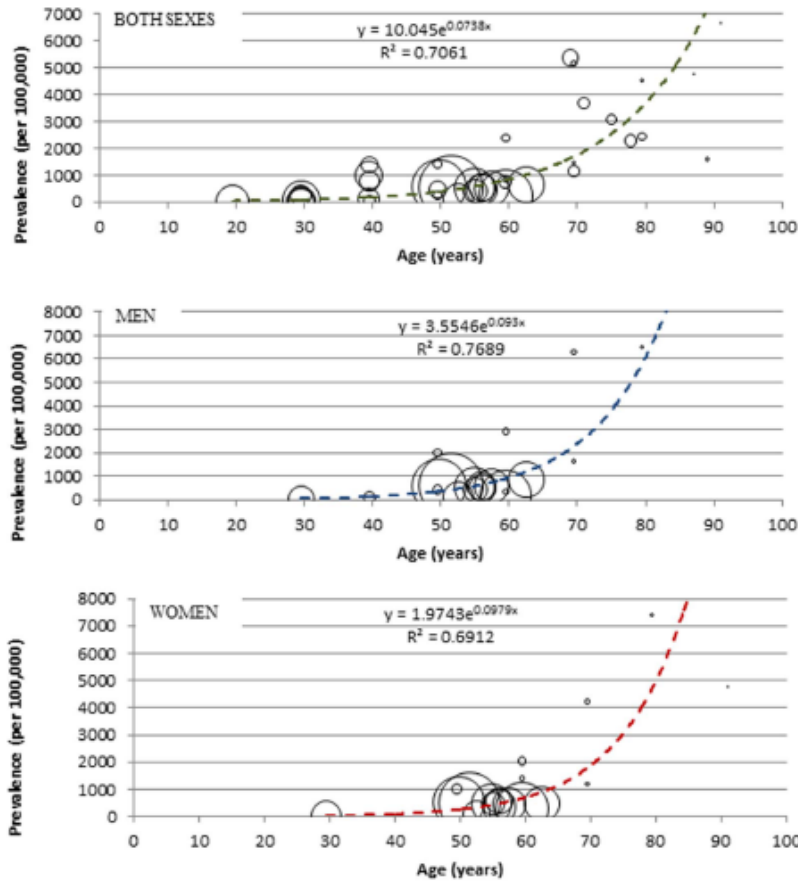 BOTH SEXES
y = 10.045e^0.0738x
R² = 0.7061
Prevalence (per 100,000)
7000
6000
5000
4000
3000
2000
1000
0
0 10 20 30 40 50 60 70 80 90 100
Age (years)
MEN
y = 3.5546e^0.093x
R² = 0.7689
Prevalence (per 100,000)
8000
7000
6000
5000
4000
3000
2000
1000
0
0 10 20 30 40 50 60 70 80 90 100
Age (years)
WOMEN
y = 1.9743e^0.0979x
R² = 0.6912
Prevalence (per 100,000)
8000
7000
6000
5000
4000
3000
2000
1000
0
0 10 20 30 40 50 60 70 80 90 100
Age (years)